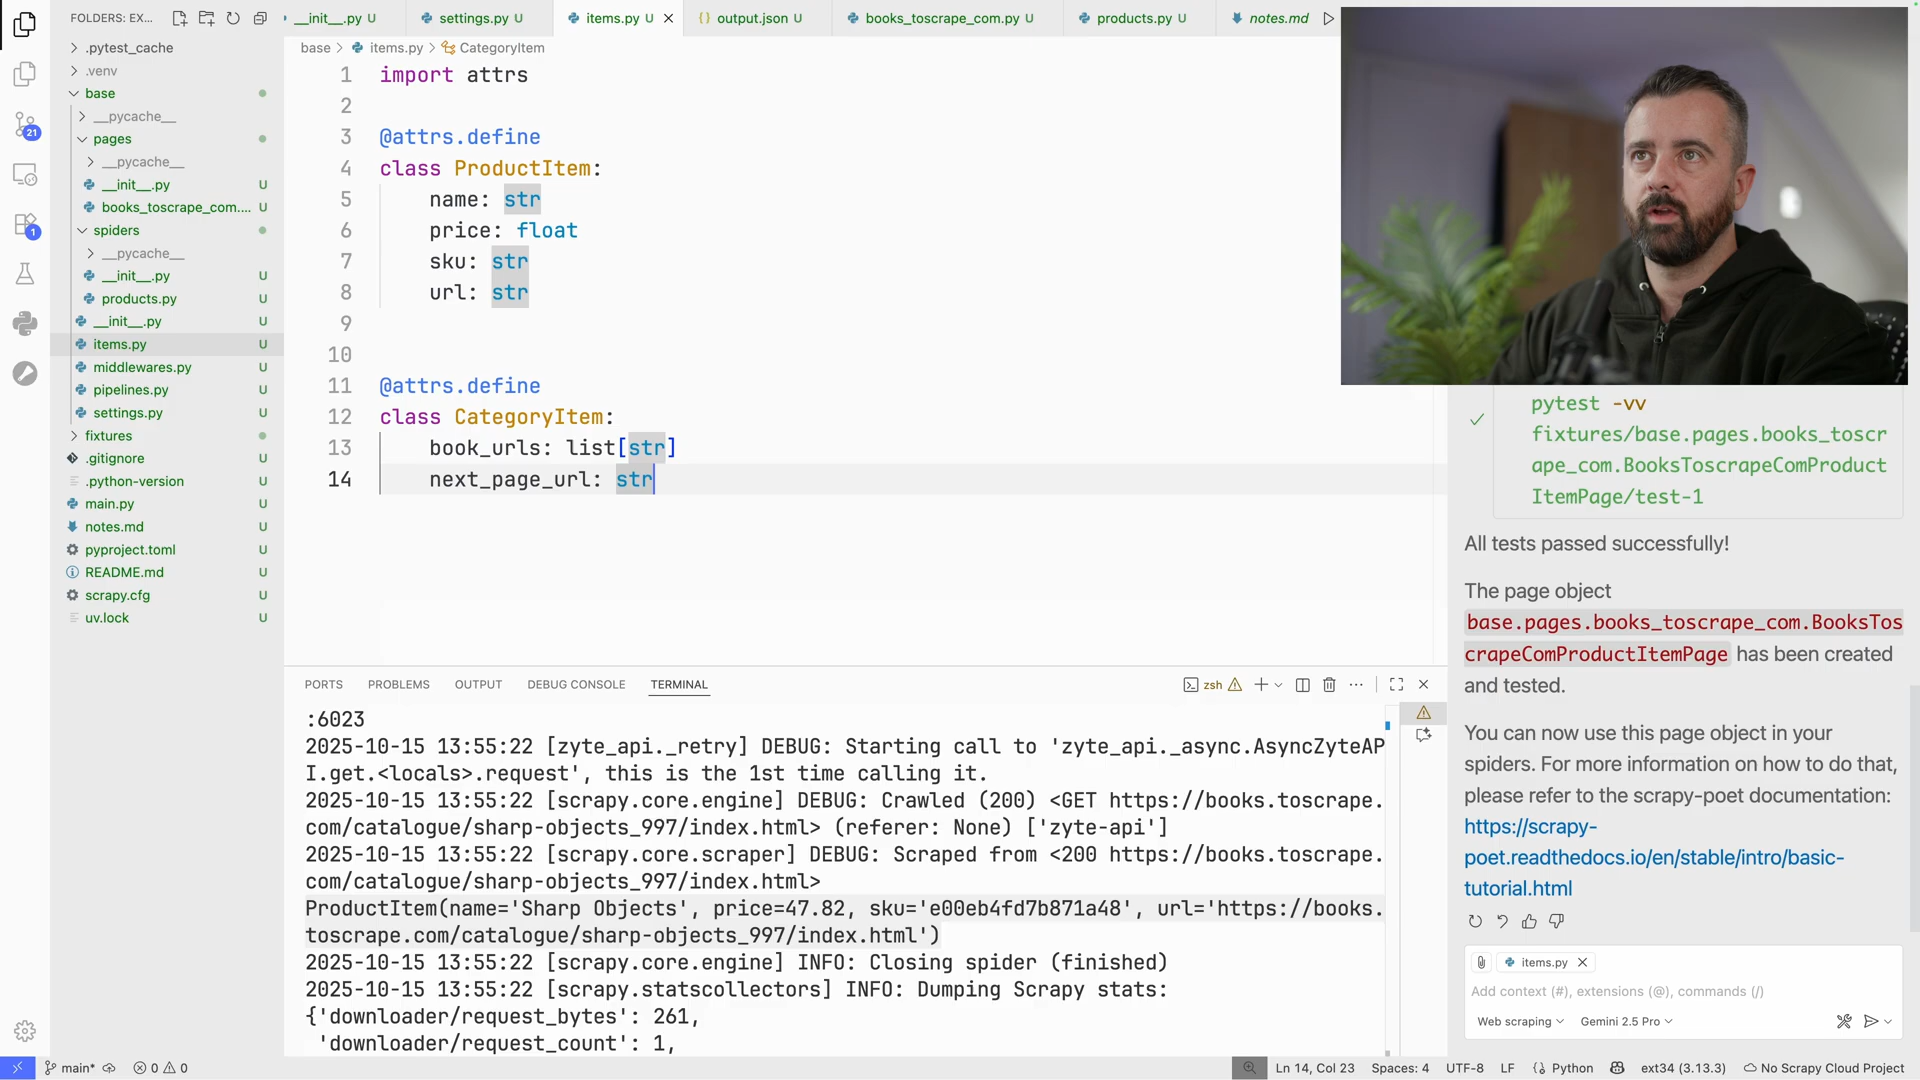 FOLDERS: EX...
__init__.py U
settings.py U
items.py U
output.json U
books_toscrape_com.py U
products.py U
notes.md
.pytest_cache
.venv
base
__pycache__
pages
__pycache__
__init__.py U
books_toscrape_com.... U
spiders
__pycache__
__init__.py U
products.py U
__init__.py U
items.py U
middlewares.py U
pipelines.py U
settings.py U
fixtures
.gitignore U
.python-version U
main.py U
notes.md U
pyproject.toml U
README.md U
scrapy.cfg U
uv.lock U
21
1
base > items.py > CategoryItem
1 import attrs
2
3 @attrs.define
4 class ProductItem:
5 name: str
6 price: float
7 sku: str
8 url: str
9
10
11 @attrs.define
12 class CategoryItem:
13 book_urls: list[str]
14 next_page_url: str
PORTS PROBLEMS OUTPUT DEBUG CONSOLE TERMINAL
zsh
:6023
2025-10-15 13:55:22 [zyte_api._retry] DEBUG: Starting call to 'zyte_api._async.AsyncZyteAP
I.get.<locals>.request', this is the 1st time calling it.
2025-10-15 13:55:22 [scrapy.core.engine] DEBUG: Crawled (200) <GET https://books.toscrape.
com/catalogue/sharp-objects_997/index.html> (referer: None) ['zyte-api']
2025-10-15 13:55:22 [scrapy.core.scraper] DEBUG: Scraped from <200 https://books.toscrape.
com/catalogue/sharp-objects_997/index.html>
ProductItem(name='Sharp Objects', price=47.82, sku='e00eb4fd7b871a48', url='https://books.
toscrape.com/catalogue/sharp-objects_997/index.html')
2025-10-15 13:55:22 [scrapy.core.engine] INFO: Closing spider (finished)
2025-10-15 13:55:22 [scrapy.statscollectors] INFO: Dumping Scrapy stats:
{'downloader/request_bytes': 261,
'downloader/request_count': 1,
pytest -vv
fixtures/base.pages.books_toscr
ape_com.BooksToscrapeComProduct
ItemPage/test-1
All tests passed successfully!
The page object
base.pages.books_toscrape_com.BooksTos
crapeComProductItemPage has been created
and tested.
You can now use this page object in your
spiders. For more information on how to do that,
please refer to the scrapy-poet documentation:
https://scrapy-
poet.readthedocs.io/en/stable/intro/basic-
tutorial.html
items.py
Add context (#), extensions (@), commands (/)
Web scraping Gemini 2.5 Pro
main* 0 0 Ln 14, Col 23 Spaces: 4 UTF-8 LF Python ext34 (3.13.3) No Scrapy Cloud Project